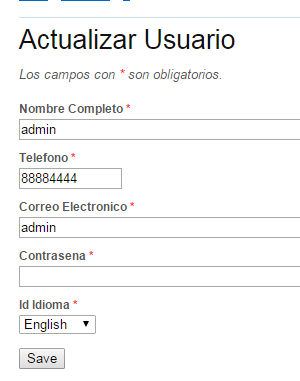 Actualizar Usuario
Los campos con * son obligatorios.
Nombre Completo *
admin
Telefono *
88884444
Correo Electronico *
admin
Contrasena *
Id Idioma *
English
Save